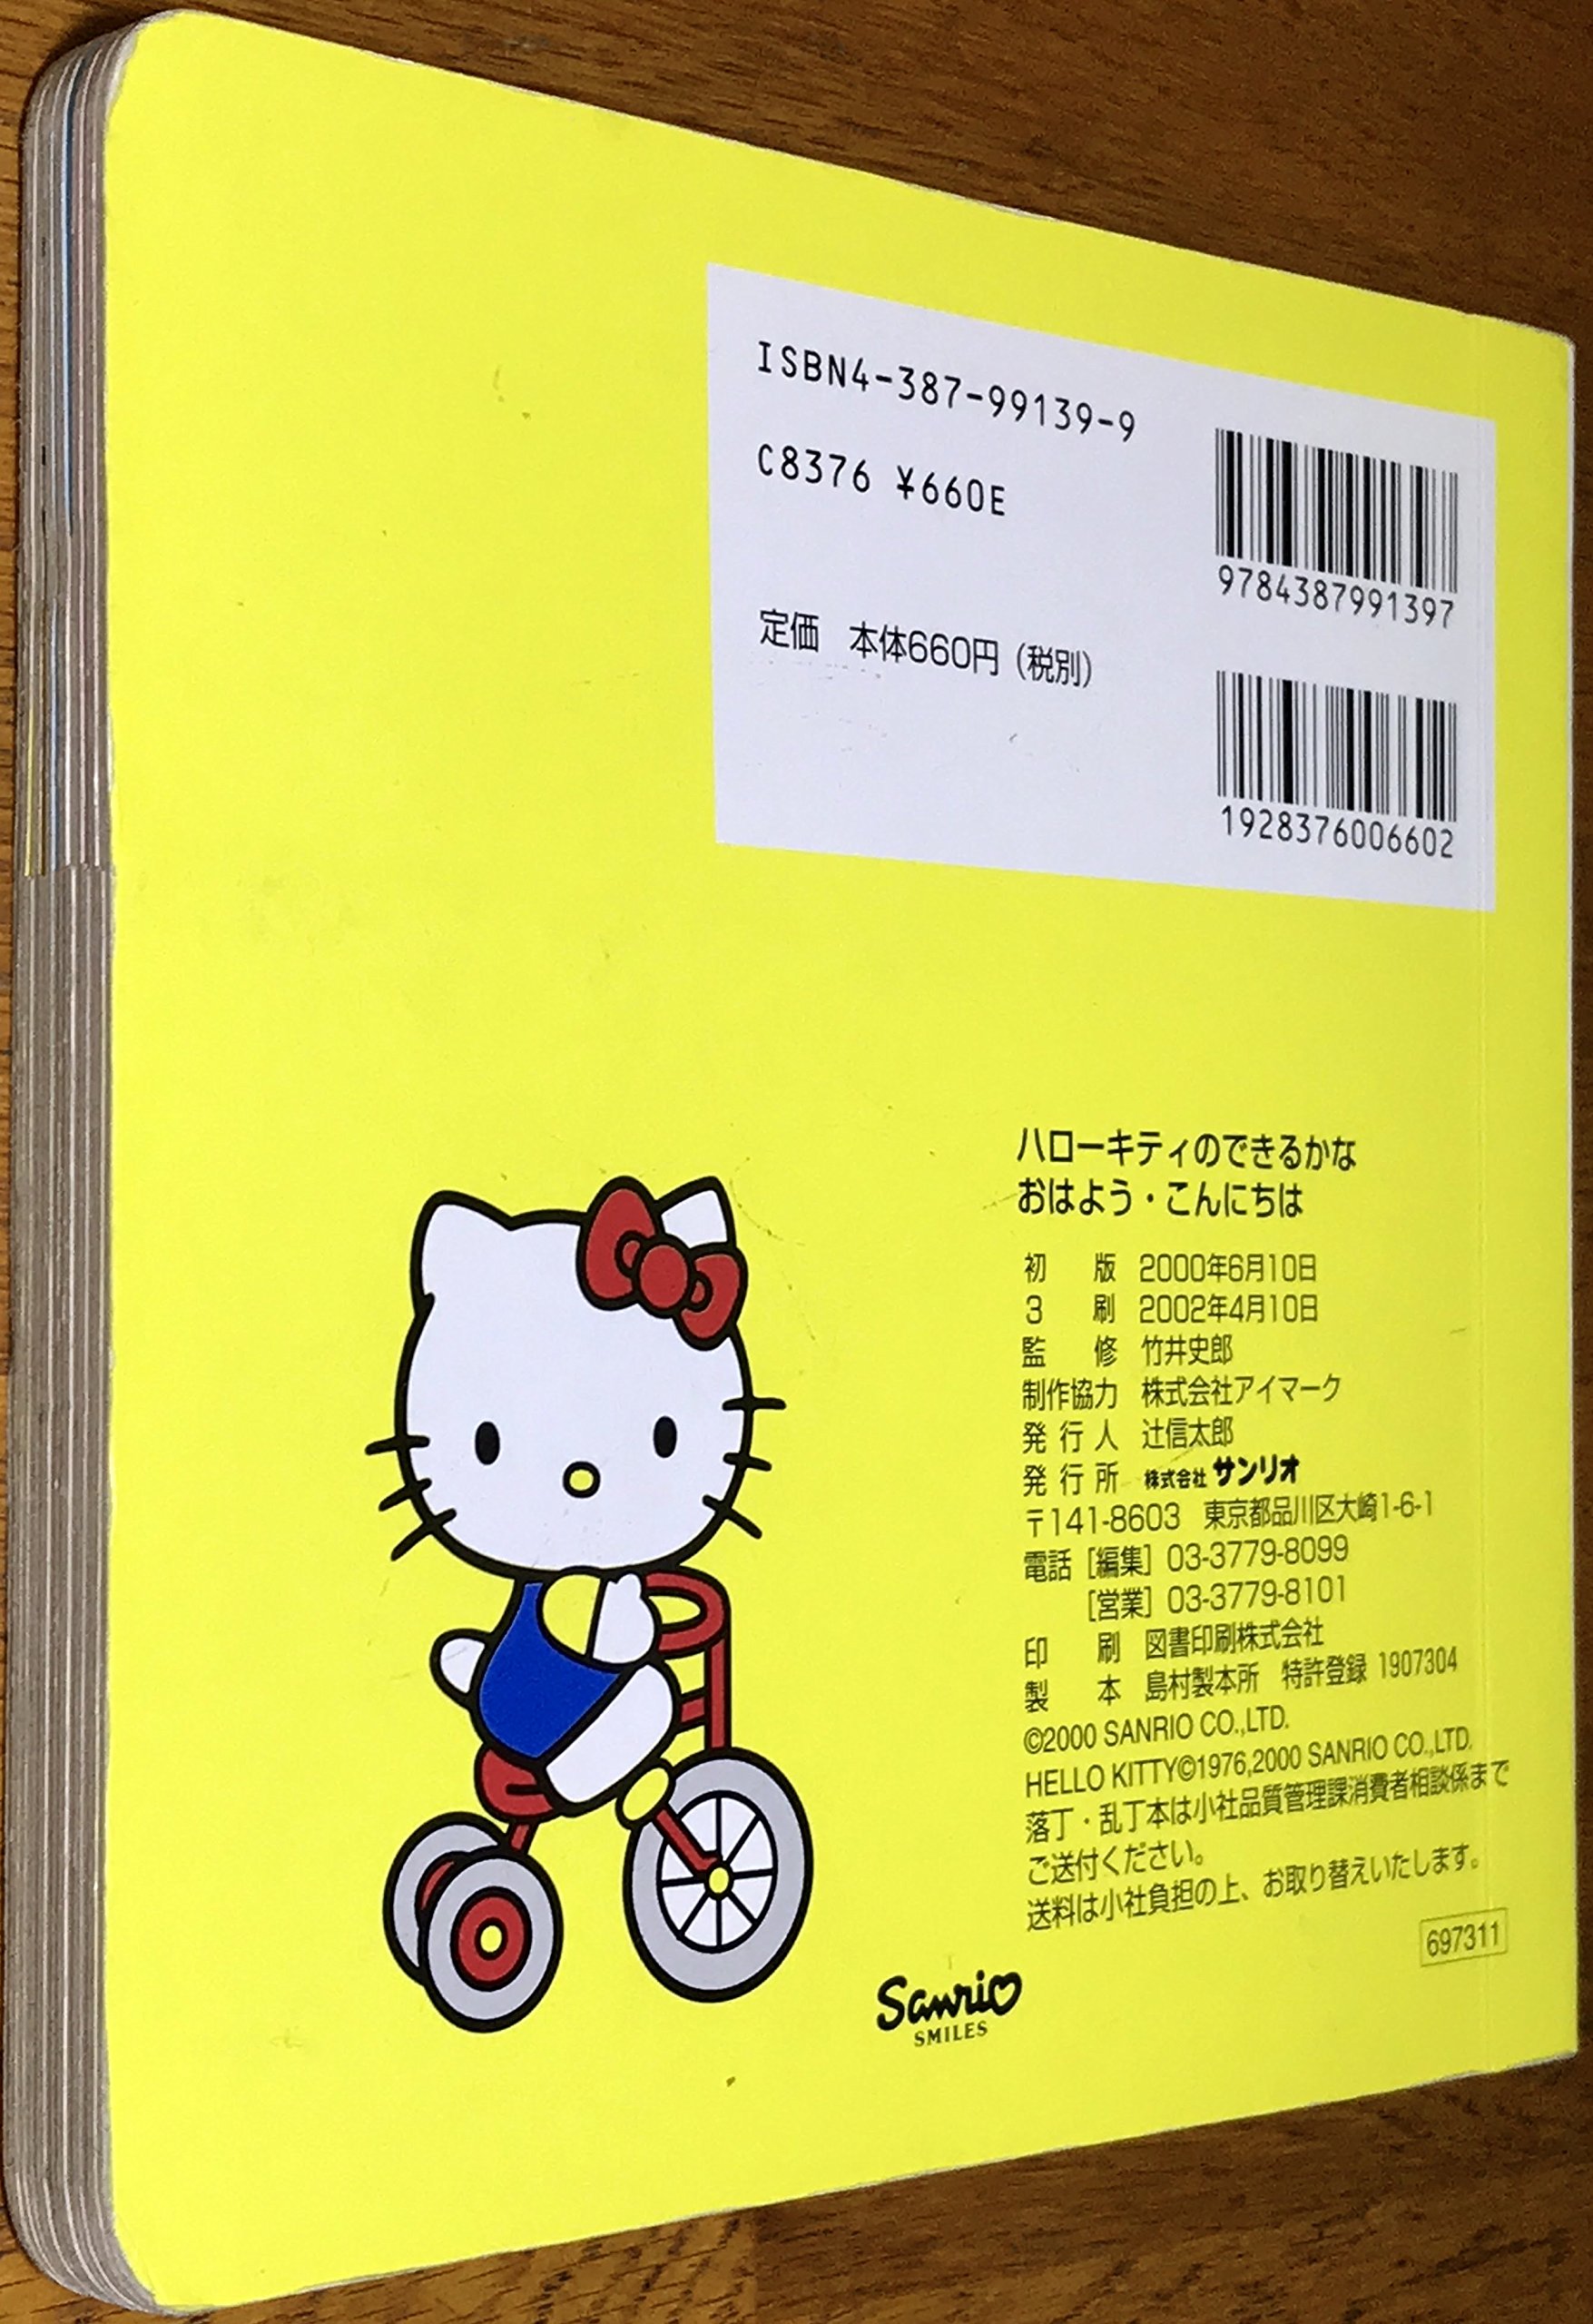 ISBN4-387-99139-9
C8376 ¥660E
9784387991397
定価 本体660円（税別）
1928376006602
ハローキティのできるかな
おはよう・こんにちは
初版 2000年6月10日
3刷 2002年4月10日
監修 竹井史郎
制作協力 株式会社アイマーク
発行人 辻信太郎
発行所 株式会社サンリオ
〒141-8603 東京都品川区大崎1-6-1
電話［編集］03-3779-8099
［営業］03-3779-8101
印刷 図書印刷株式会社
製本 島村製本所 特許登録 1907304
©2000 SANRIO CO.,LTD.
HELLO KITTY©1976,2000 SANRIO CO.,LTD.
落丁・乱丁本は小社品質管理課消費者相談係まで
ご送付ください。
送料は小社負担の上、お取り替えいたします。
697311
Sanrio
SMILES